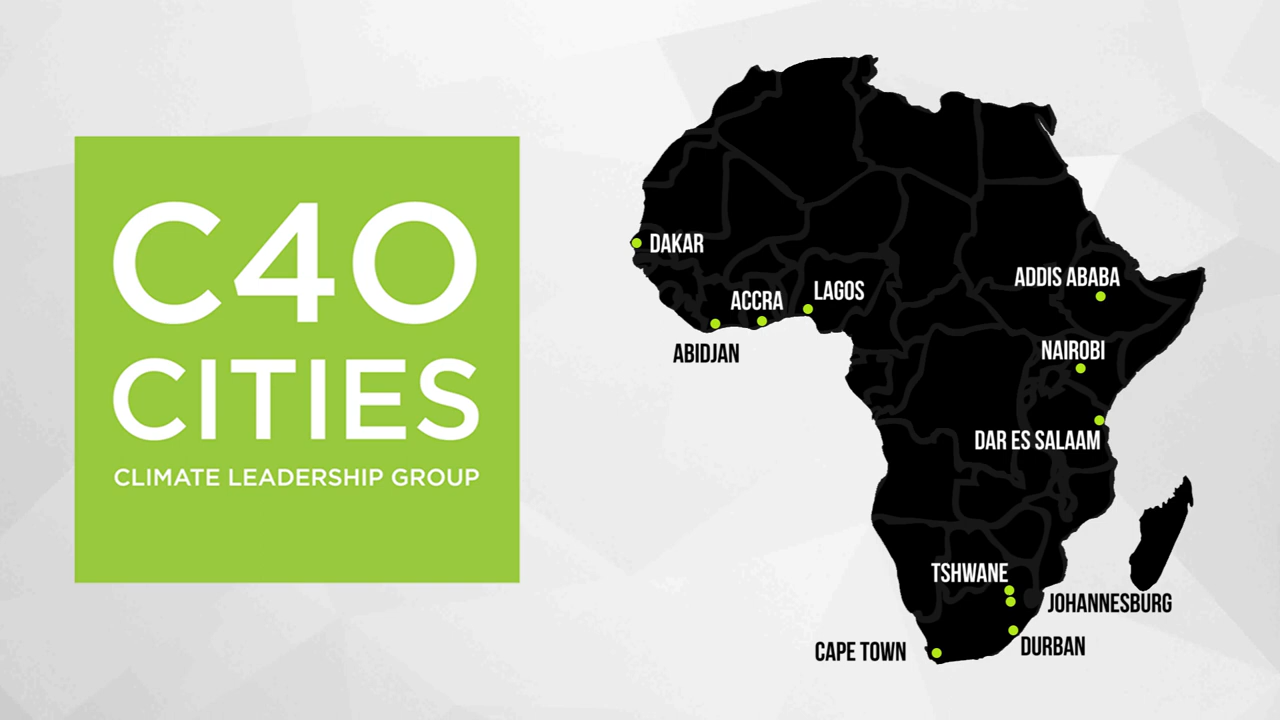 C40
CITIES
CLIMATE LEADERSHIP GROUP
DAKAR
ACCRA
LAGOS
ABIDJAN
ADDIS ABABA
NAIROBI
DAR ES SALAAM
TSHWANE
JOHANNESBURG
DURBAN
CAPE TOWN